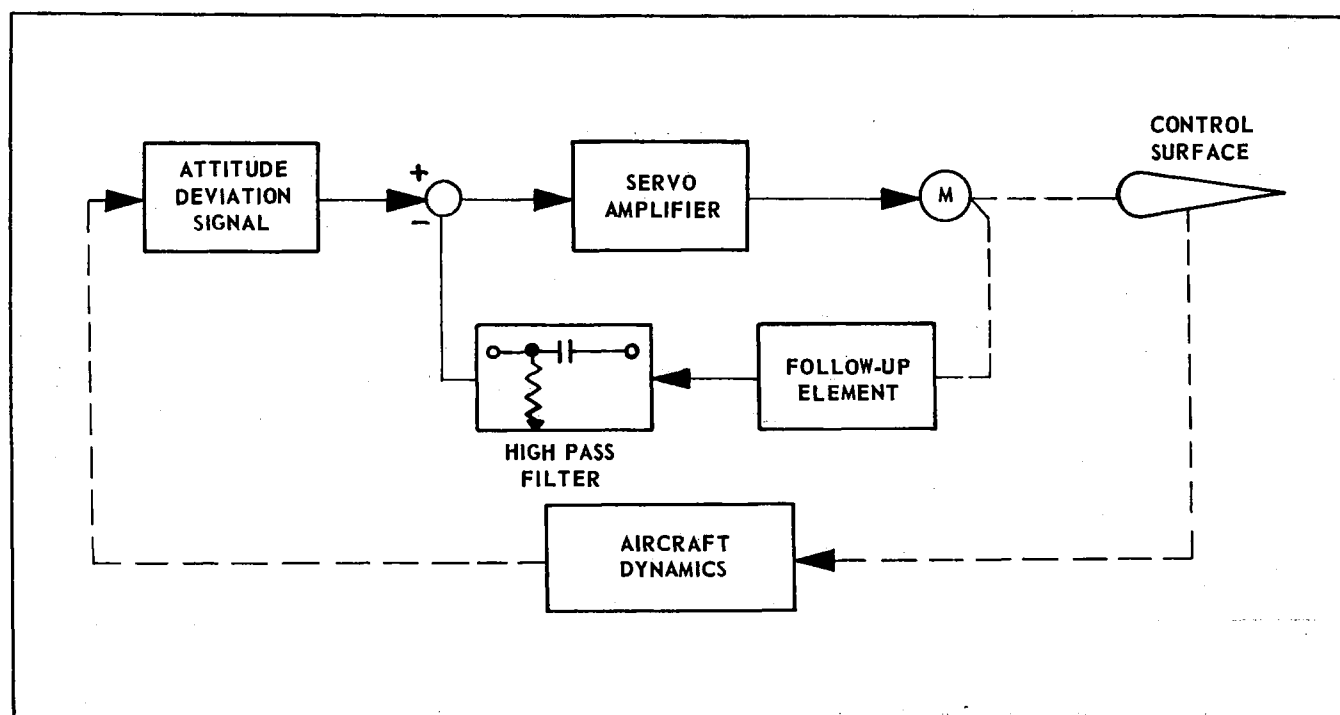 CONTROL
SURFACE
ATTITUDE
DEVIATION
SIGNAL
+
-
SERVO
AMPLIFIER
M
FOLLOW-UP
ELEMENT
HIGH PASS
FILTER
AIRCRAFT
DYNAMICS